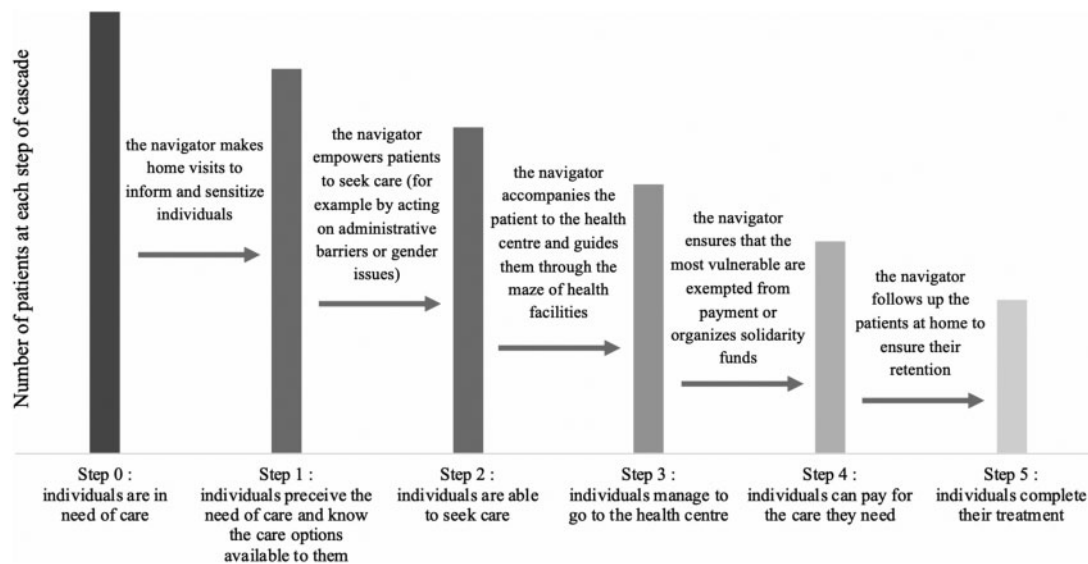 Number of patients at each step of cascade
the navigator makes
home visits to
inform and sensitize
individuals
the navigator
empowers patients
to seek care (for
example by acting
on administrative
barriers or gender
issues)
the navigator
accompanies the
patient to the health
centre and guides
them through the
maze of health
facilities
the navigator
ensures that the
most vulnerable are
exempted from
payment or
organizes solidarity
funds
the navigator
follows up the
patients at home to
ensure their
retention
Step 0 :
individuals are in
need of care
Step 1 :
individuals preceive the
need of care and know
the care options
available to them
Step 2 :
individuals are able
to seek care
Step 3 :
individuals manage to
go to the health centre
Step 4 :
individuals can pay for
the care they need
Step 5 :
individuals complete
their treatment